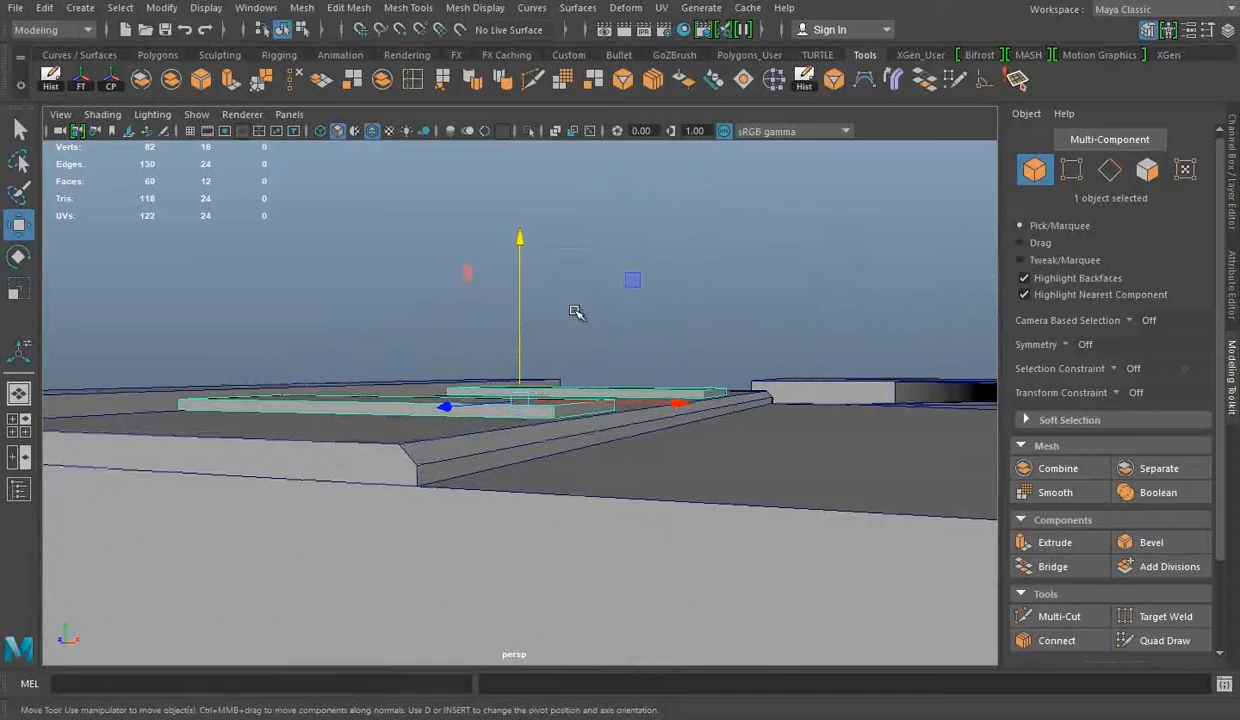 File Edit Create Select Modify Display Windows Mesh Edit Mesh Mesh Tools Mesh Display Curves Surfaces Deform UV Generate Cache Help Workspace : Maya Classic
Modeling No Live Surface Sign In
Curves / Surfaces Polygons Sculpting Rigging Animation Rendering FX FX Caching Custom Bullet GoZBrush Polygons_User TURTLE Tools XGen_User Bifrost MASH Motion Graphics XGen
Hist FT CP Hist
View Shading Lighting Show Renderer Panels Object Help
0.00 1.00 sRGB gamma Multi-Component
Verts: 82 16 0
Edges: 130 24 0
Faces: 60 12 0
Tris: 118 24 0
UVs: 122 24 0
1 object selected
Pick/Marquee
Drag
Tweak/Marquee
Highlight Backfaces
Highlight Nearest Component
Camera Based Selection Off
Symmetry Off
Selection Constraint Off
Transform Constraint Off
Soft Selection
Mesh
Combine Separate
Smooth Boolean
Components
Extrude Bevel
Bridge Add Divisions
Tools
Multi-Cut Target Weld
Connect Quad Draw
Channel Box / Layer Editor
Attribute Editor
Modeling Toolkit
persp
MEL
Move Tool: Use manipulator to move object(s). Ctrl+MMB+drag to move components along normals. Use D or INSERT to change the pivot position and axis orientation.